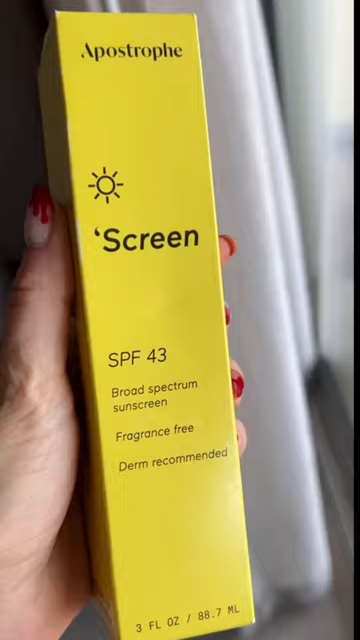 Apostrophe
‘Screen
SPF 43
Broad spectrum
sunscreen
Fragrance free
Derm recommended
3 FL OZ / 88.7 ML